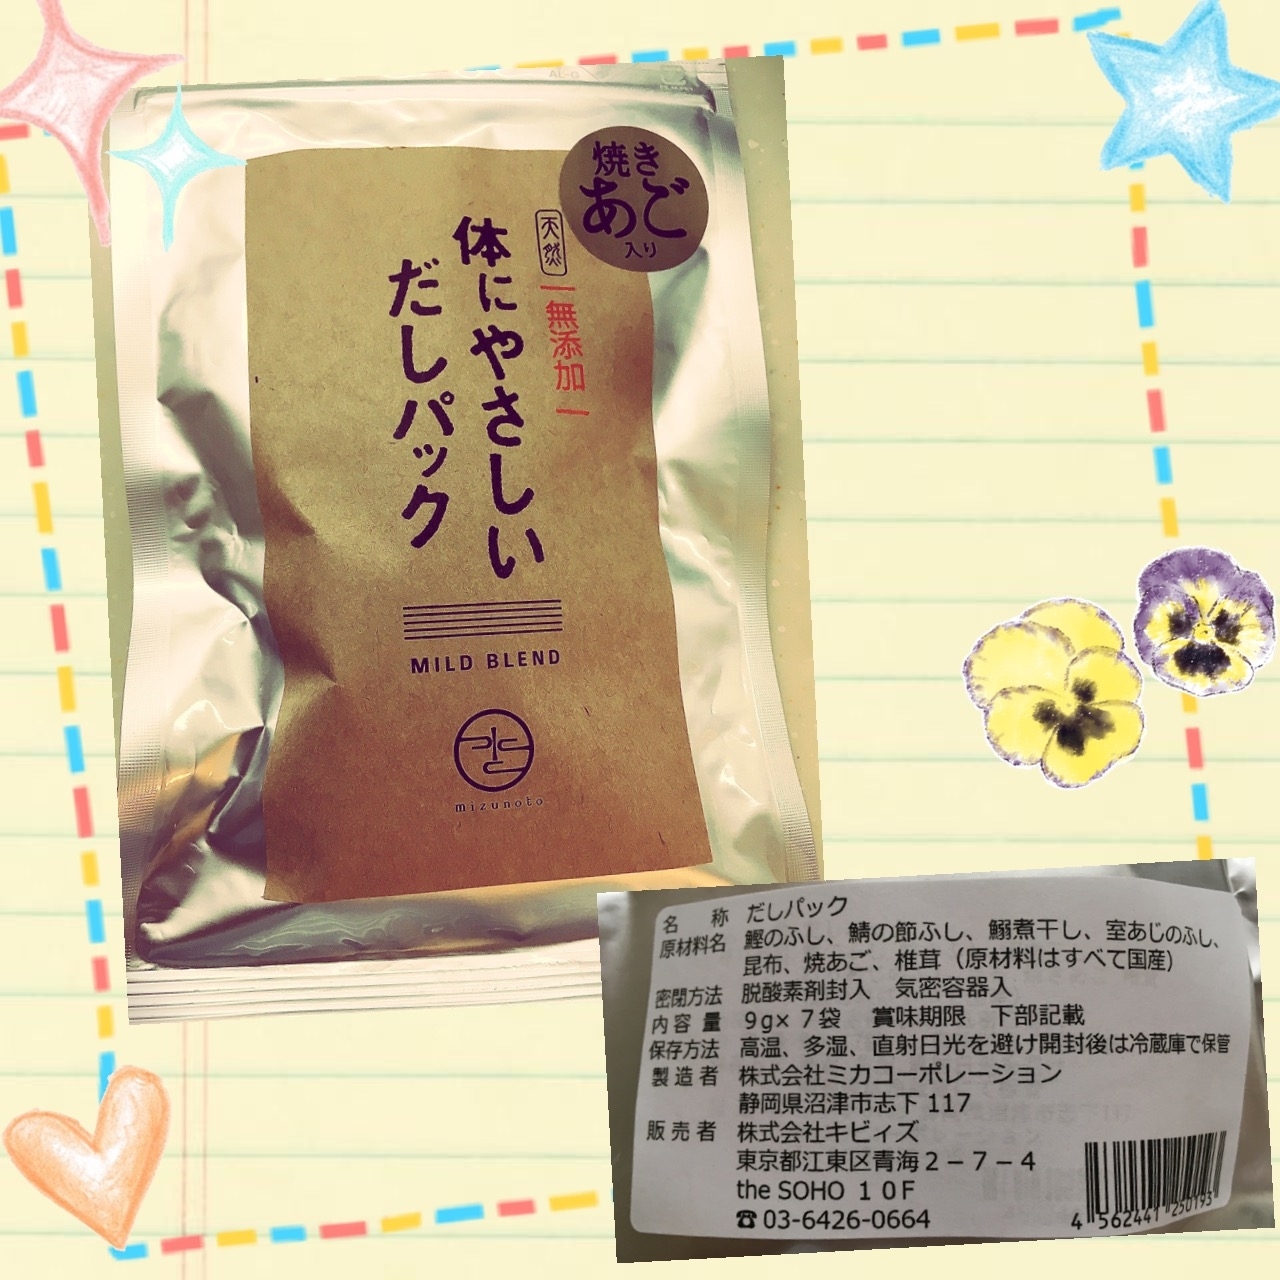 焼き
あご
入り
天然
無添加
体にやさしい
だしパック
MILD BLEND
mizunoto
名 称 だしパック
原材料名 鰹のふし、鯖の節ふし、鰯煮干し、室あじのふし、
昆布、焼あご、椎茸（原材料はすべて国産）
密閉方法 脱酸素剤封入 気密容器入
内容量 9g×7袋 賞味期限 下部記載
保存方法 高温、多湿、直射日光を避け開封後は冷蔵庫で保管
製造者 株式会社ミカコーポレーション
静岡県沼津市志下 117
販売者 株式会社キビィズ
東京都江東区青海２－７－４
the SOHO １０F
☎03-6426-0664
4 562441 250193